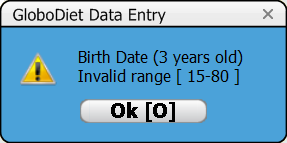 GloboDiet Data Entry
Birth Date (3 years old)
Invalid range [ 15-80 ]
Ok [O]